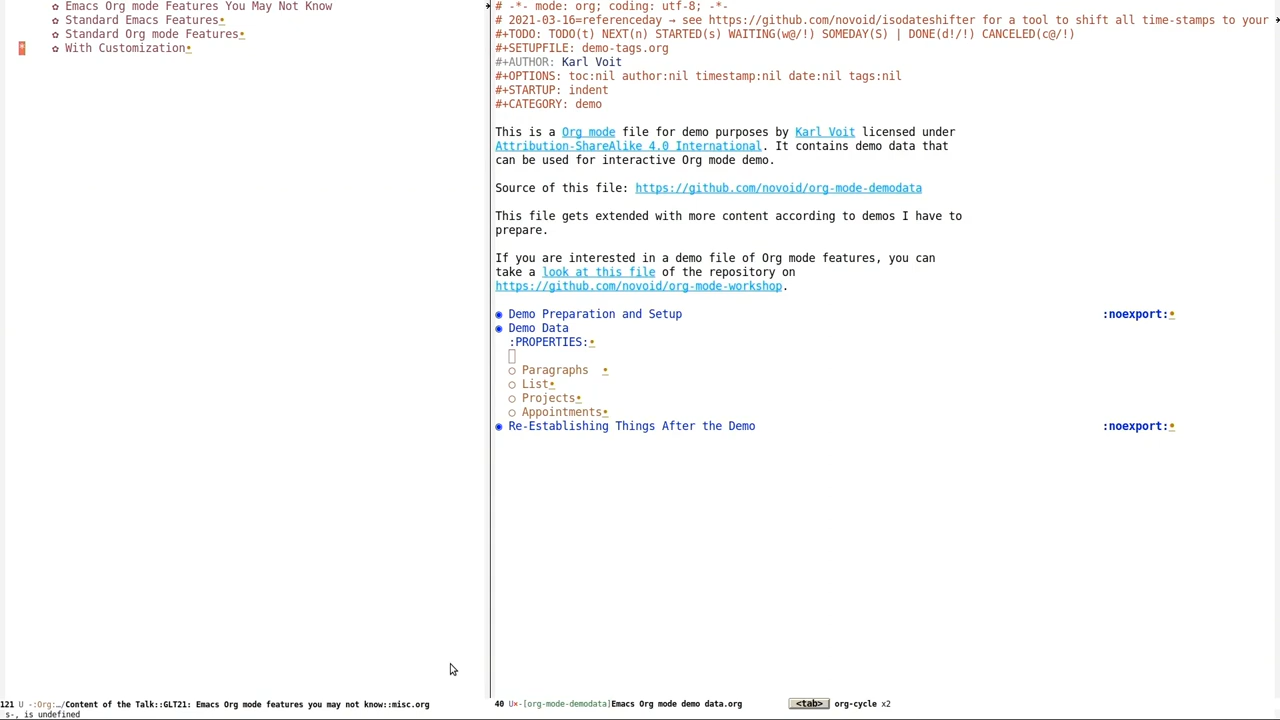 ✿ Emacs Org mode Features You May Not Know
✿ Standard Emacs Features•
✿ Standard Org mode Features•
✿ With Customization•
# -*- mode: org; coding: utf-8; -*-
# 2021-03-16=referenceday → see https://github.com/novoid/isodateshifter for a tool to shift all time-stamps to your
#+TODO: TODO(t) NEXT(n) STARTED(s) WAITING(w@/!) SOMEDAY(S) | DONE(d!/!) CANCELED(c@/!)
#+SETUPFILE: demo-tags.org
#+AUTHOR: Karl Voit
#+OPTIONS: toc:nil author:nil timestamp:nil date:nil tags:nil
#+STARTUP: indent
#+CATEGORY: demo
This is a Org mode file for demo purposes by Karl Voit licensed under
Attribution-ShareAlike 4.0 International. It contains demo data that
can be used for interactive Org mode demo.
Source of this file: https://github.com/novoid/org-mode-demodata
This file gets extended with more content according to demos I have to
prepare.
If you are interested in a demo file of Org mode features, you can
take a look at this file of the repository on
https://github.com/novoid/org-mode-workshop.
◉ Demo Preparation and Setup :noexport:•
◉ Demo Data
:PROPERTIES:•
○ Paragraphs •
○ List•
○ Projects•
○ Appointments•
◉ Re-Establishing Things After the Demo :noexport:•
121 U -:Org:…/Content of the Talk::GLT21: Emacs Org mode features you may not know::misc.org
40 U×-[org-mode-demodata]Emacs Org mode demo data.org <tab> org-cycle x2
s-, is undefined